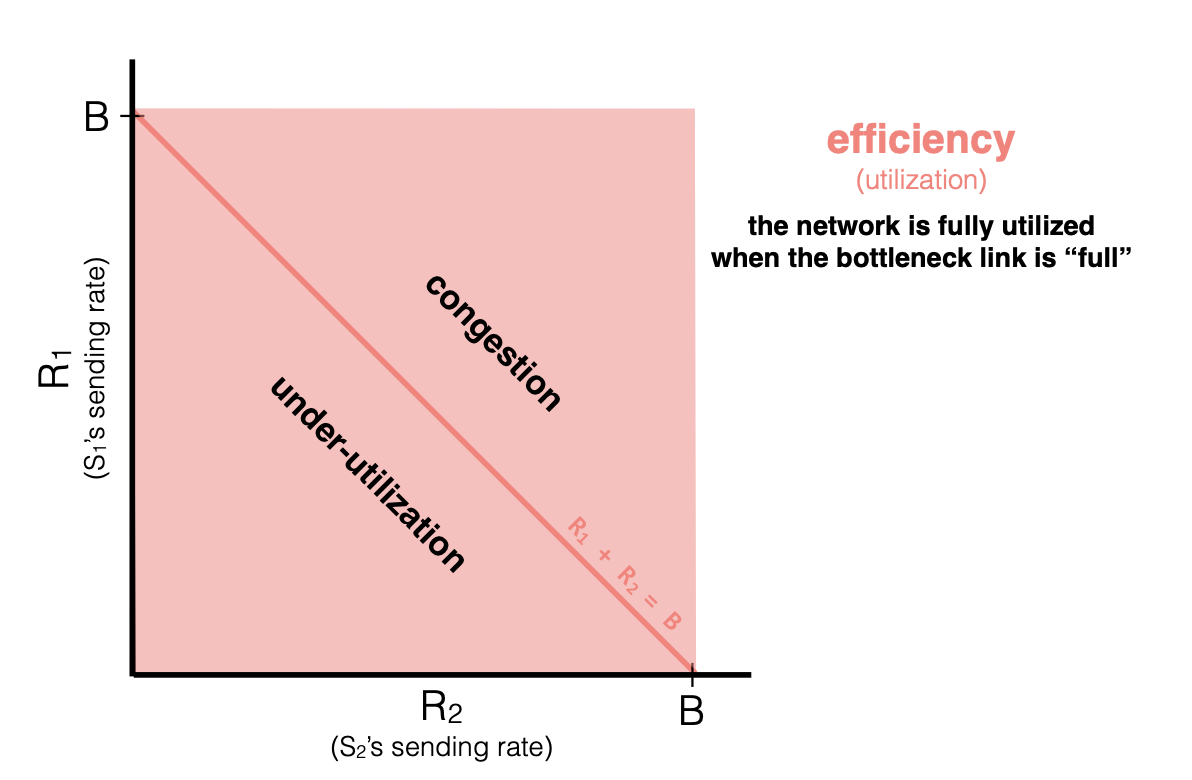 B
efficiency
(utilization)
the network is fully utilized
when the bottleneck link is “full”
congestion
under-utilization
R₁
(S₁’s sending rate)
R₁ + R₂ = B
R₂
(S₂’s sending rate)
B